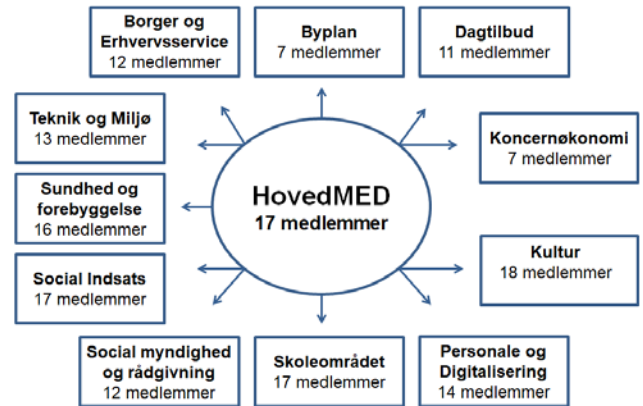 Borger og
Erhvervsservice
12 medlemmer
Byplan
7 medlemmer
Dagtilbud
11 medlemmer
Teknik og Miljø
13 medlemmer
Koncernøkonomi
7 medlemmer
HovedMED
17 medlemmer
Sundhed og
forebyggelse
16 medlemmer
Social Indsats
17 medlemmer
Kultur
18 medlemmer
Social myndighed
og rådgivning
12 medlemmer
Skoleområdet
17 medlemmer
Personale og
Digitalisering
14 medlemmer